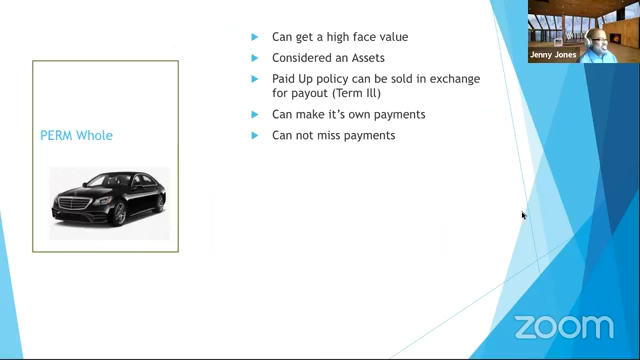 Can get a high face value
Considered an Assets
Paid Up policy can be sold in exchange
for payout (Term Ill)
Can make it's own payments
Can not miss payments
PERM Whole
Jenny Jones
zoom